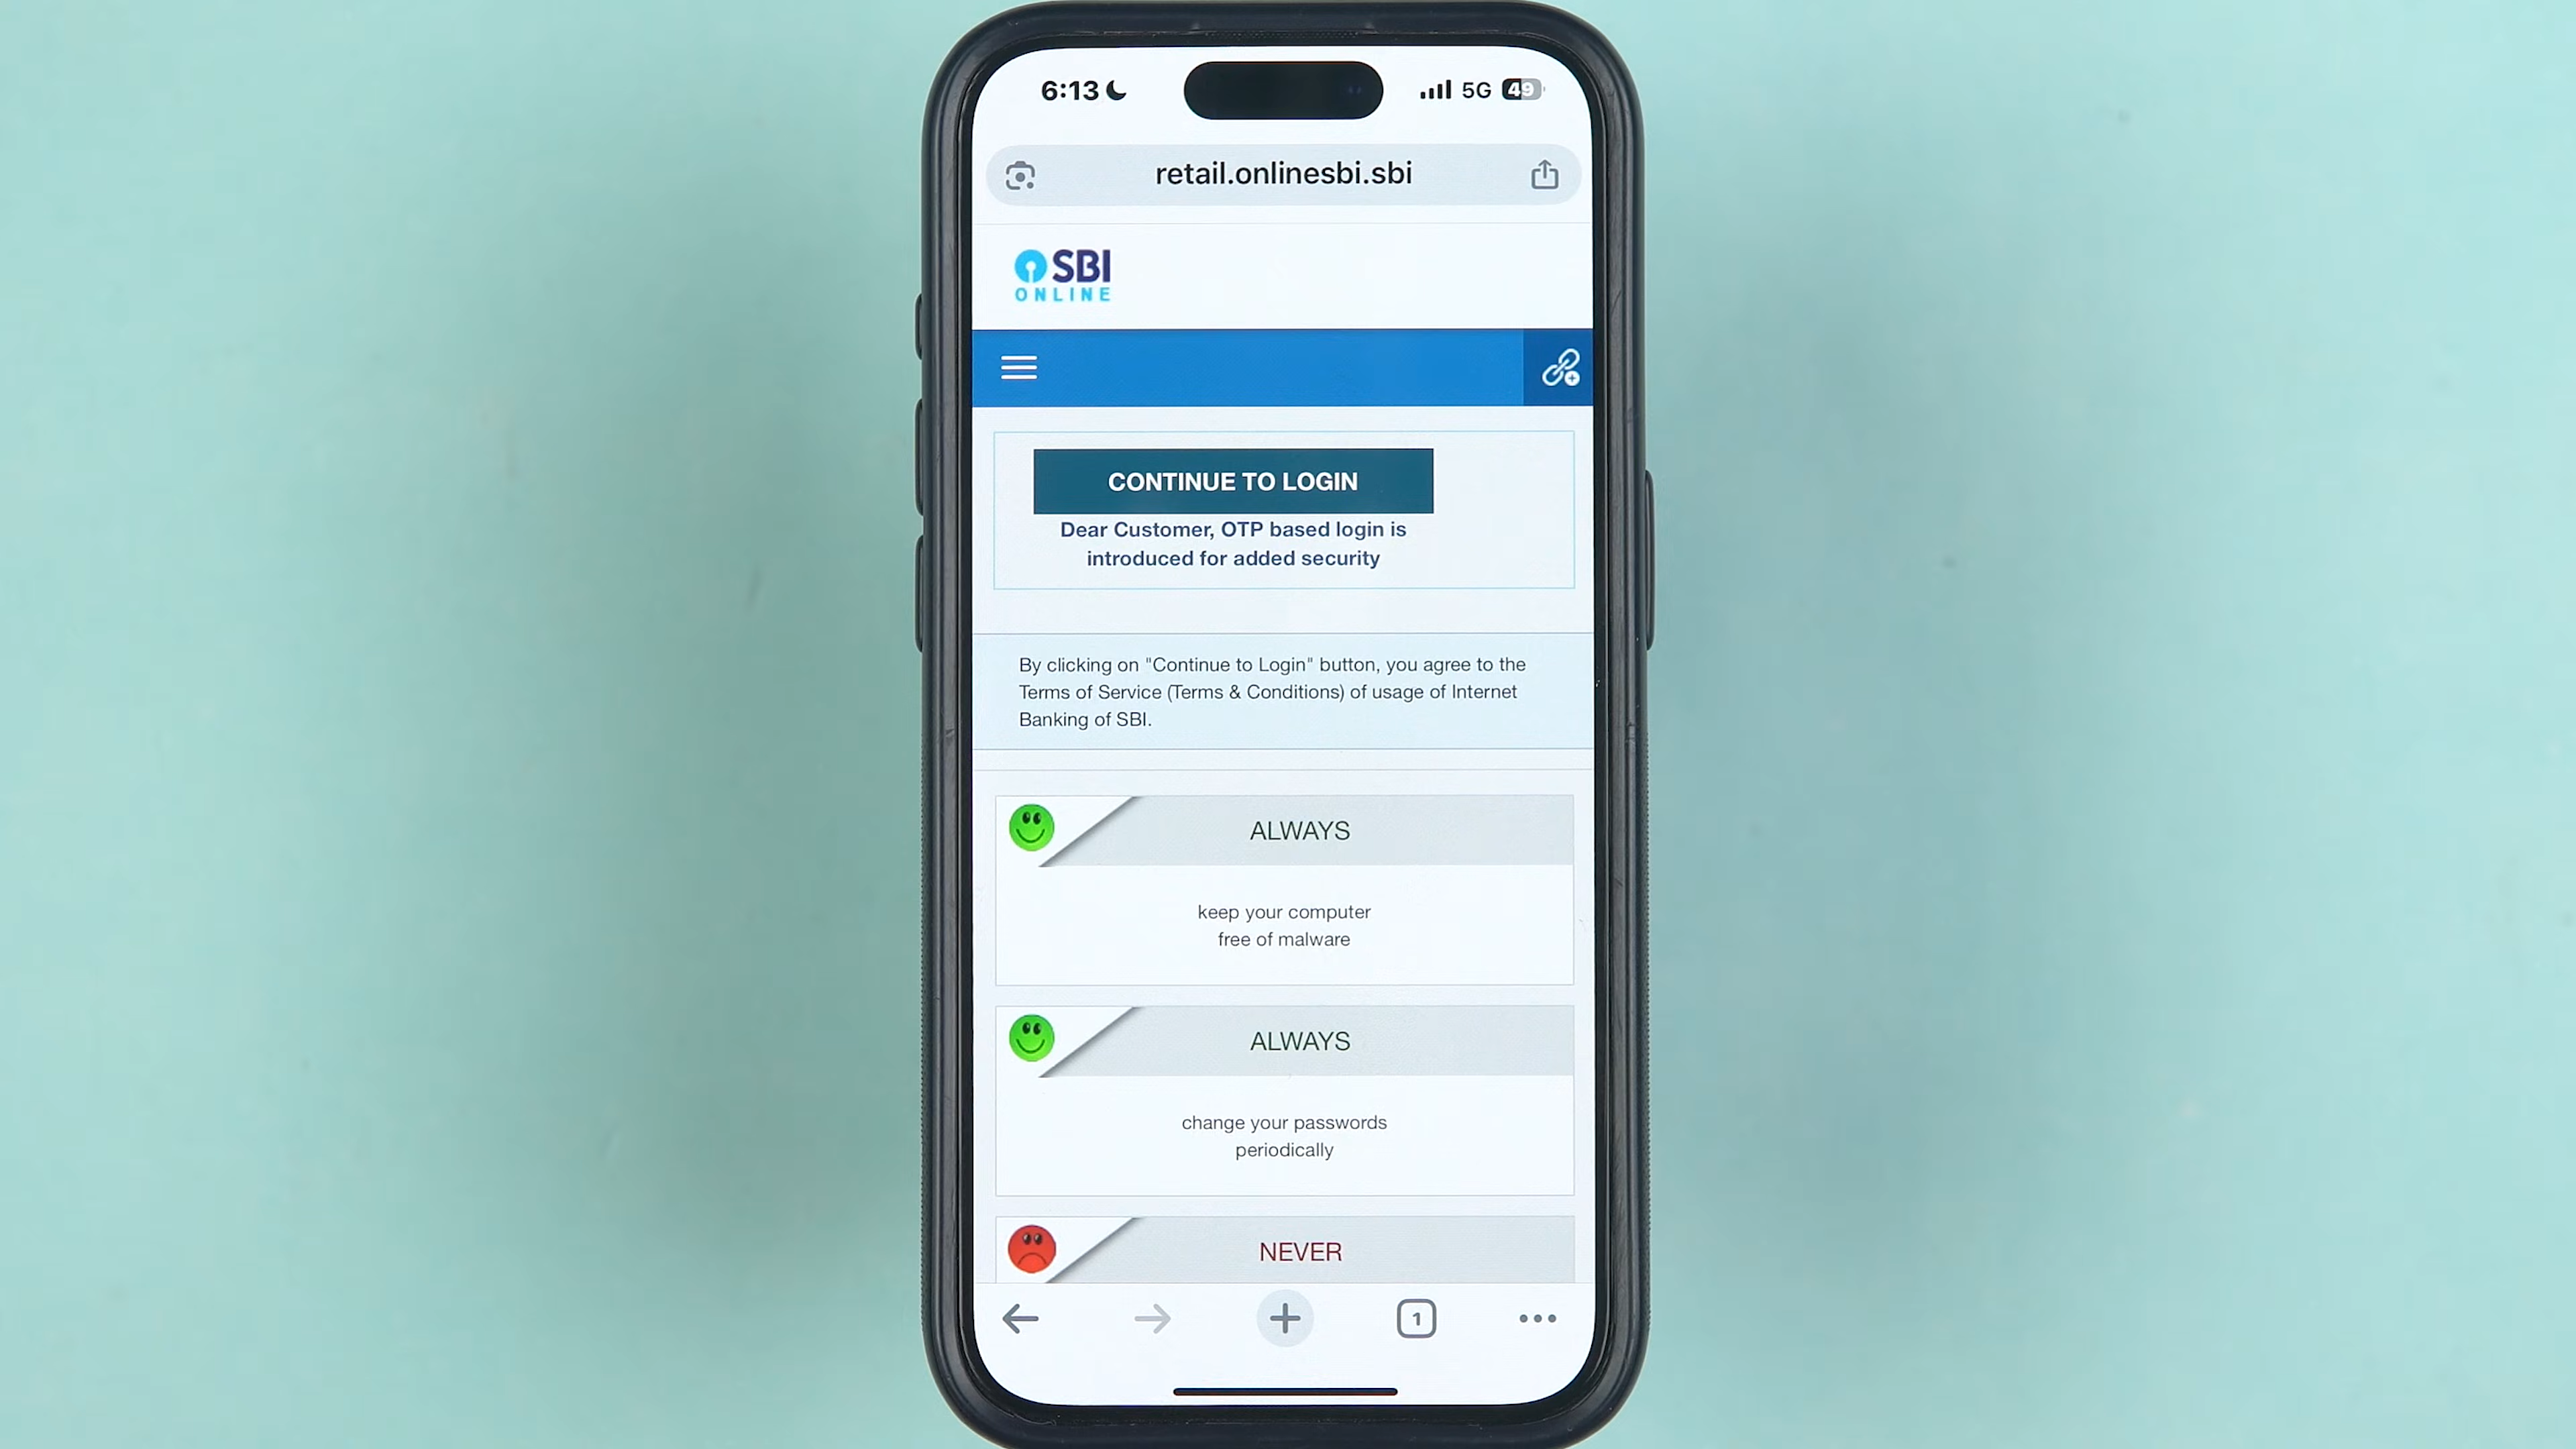 6:13
5G 49
retail.onlinesbi.sbi
SBI
ONLINE
CONTINUE TO LOGIN
Dear Customer, OTP based login is
introduced for added security
By clicking on "Continue to Login" button, you agree to the
Terms of Service (Terms & Conditions) of usage of Internet
Banking of SBI.
ALWAYS
keep your computer
free of malware
ALWAYS
change your passwords
periodically
NEVER
1